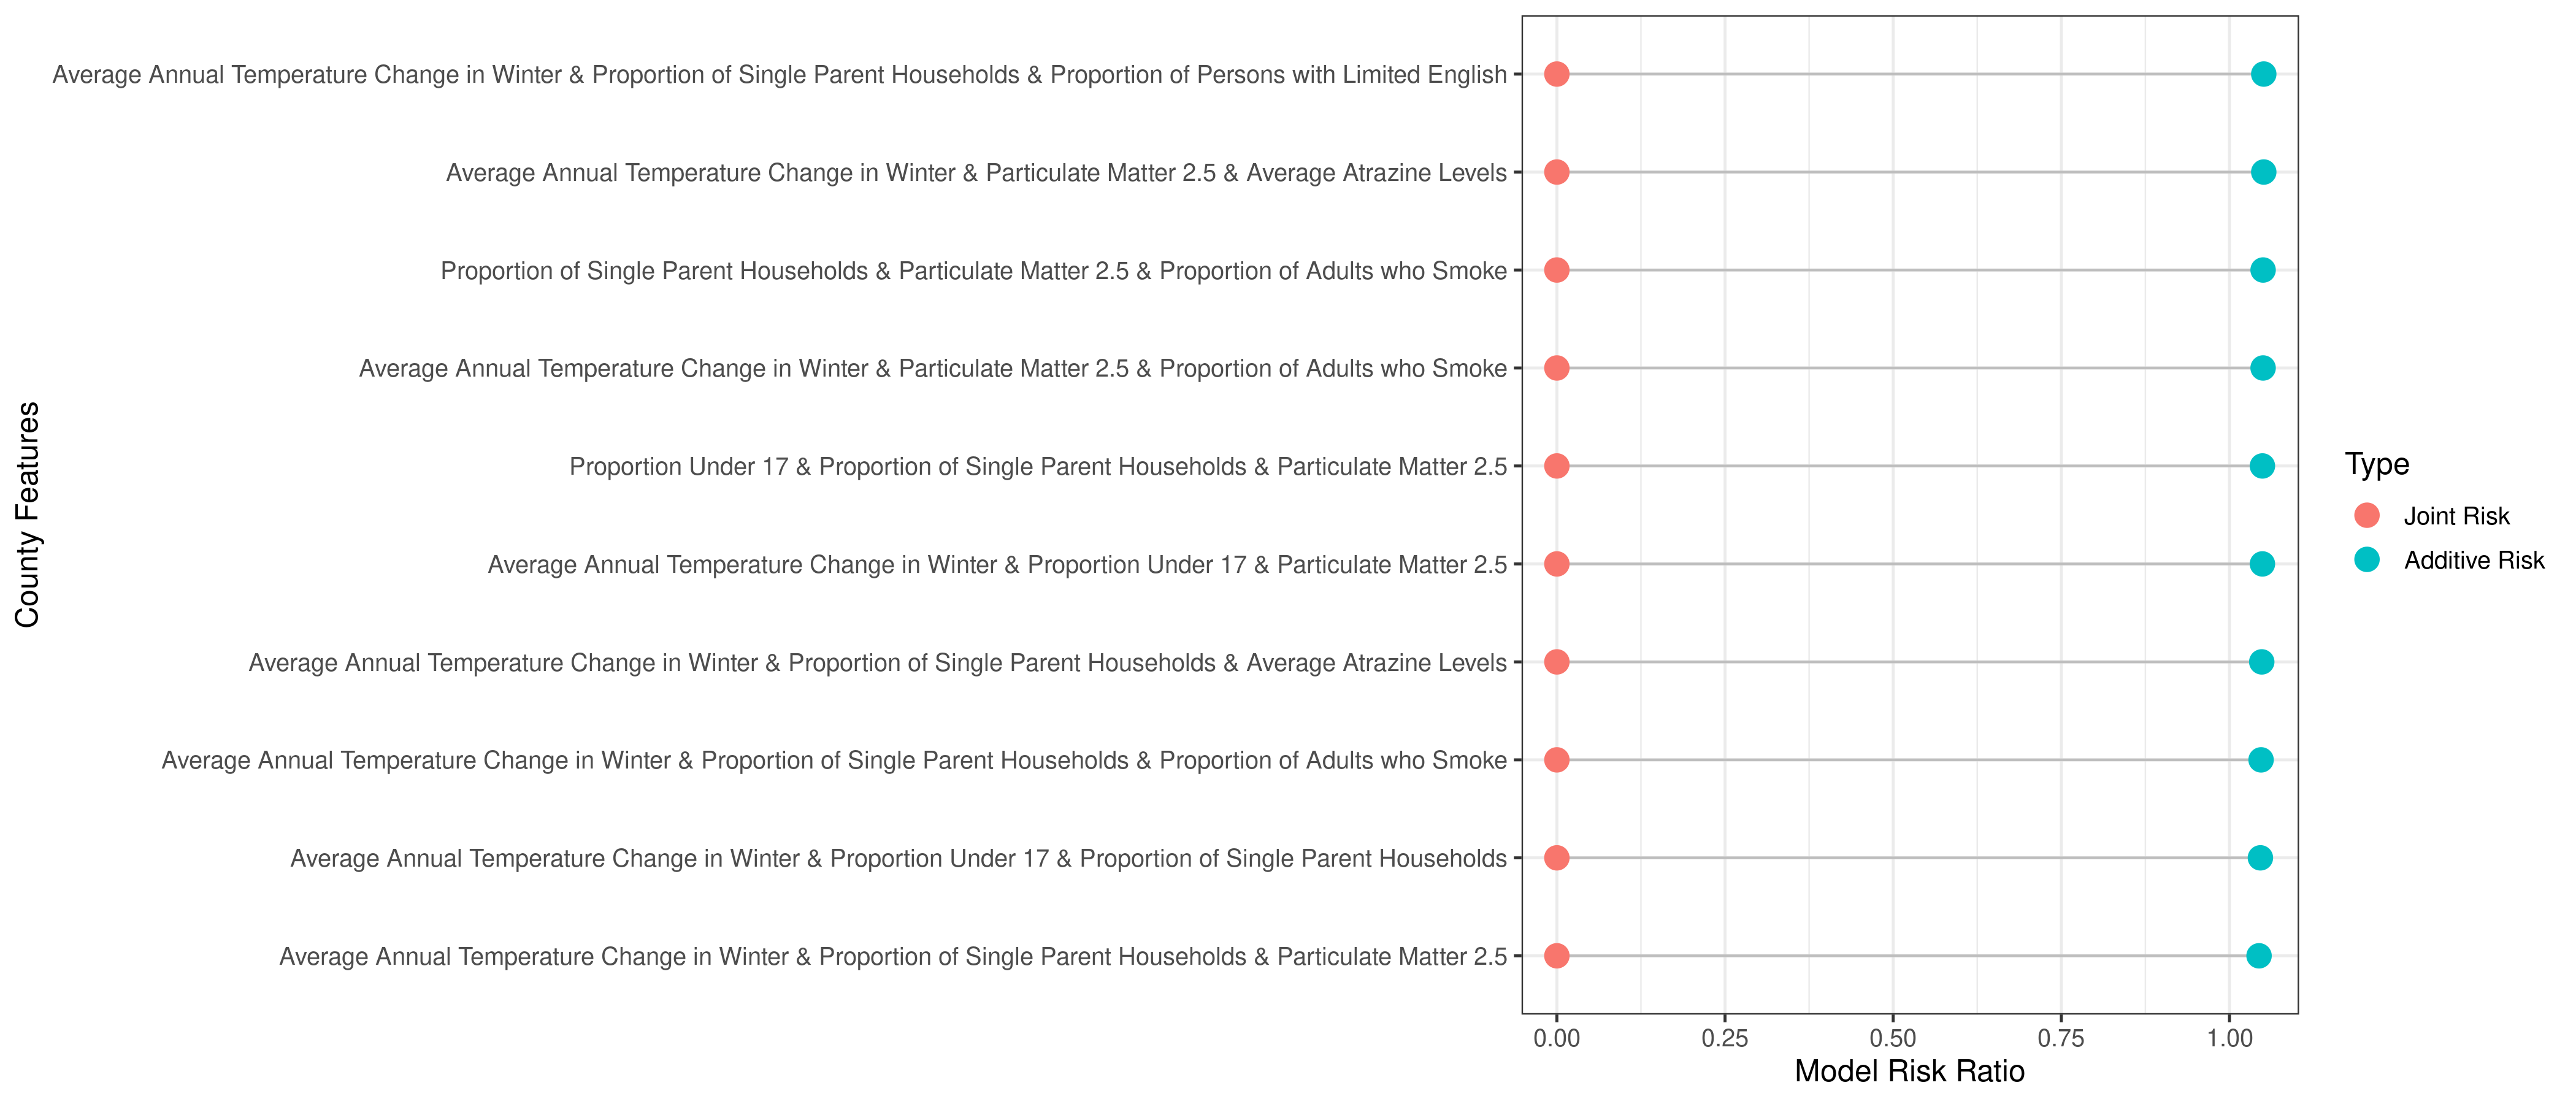 County Features
Average Annual Temperature Change in Winter & Proportion of Single Parent Households & Proportion of Persons with Limited English
Average Annual Temperature Change in Winter & Particulate Matter 2.5 & Average Atrazine Levels
Proportion of Single Parent Households & Particulate Matter 2.5 & Proportion of Adults who Smoke
Average Annual Temperature Change in Winter & Particulate Matter 2.5 & Proportion of Adults who Smoke
Proportion Under 17 & Proportion of Single Parent Households & Particulate Matter 2.5
Average Annual Temperature Change in Winter & Proportion Under 17 & Particulate Matter 2.5
Average Annual Temperature Change in Winter & Proportion of Single Parent Households & Average Atrazine Levels
Average Annual Temperature Change in Winter & Proportion of Single Parent Households & Proportion of Adults who Smoke
Average Annual Temperature Change in Winter & Proportion Under 17 & Proportion of Single Parent Households
Average Annual Temperature Change in Winter & Proportion of Single Parent Households & Particulate Matter 2.5
0.00 0.25 0.50 0.75 1.00
Model Risk Ratio
Type
Joint Risk
Additive Risk